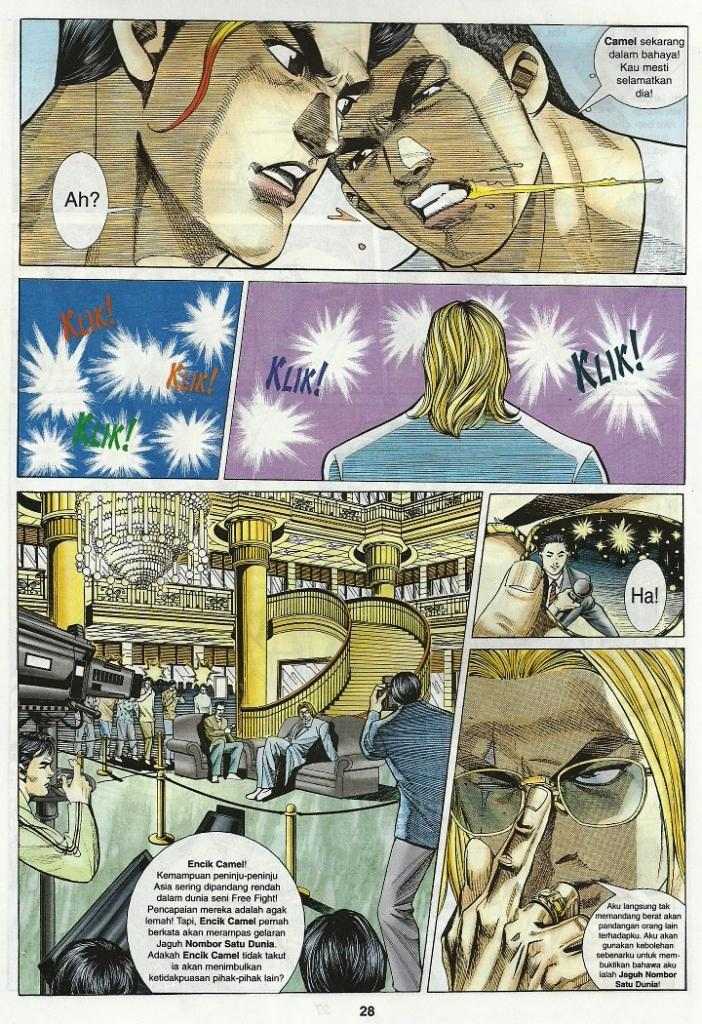 Camel sekarang
dalam bahaya!
Kau mesti
selamatkan
dia!
Ah?
KLIK!
KLIK!
KLIK!
KLIK!
KLIK!
Ha!
Encik Camel!
Kemampuan peninju-peninju
Asia sering dipandang rendah
dalam dunia seni Free Fight!
Pencapaian mereka adalah agak
lemah! Tapi, Encik Camel pernah
berkata akan merampas gelaran
Jaguh Nombor Satu Dunia.
Adakah Encik Camel tidak takut
ia akan menimbulkan
ketidakpuasan pihak-pihak lain?
Aku langsung tak
memandang berat akan
pandangan orang lain
terhadapku. Aku akan
gunakan kebolehan
sebenarku untuk mem-
buktikan bahawa aku
ialah Jaguh Nombor
Satu Dunia!
28